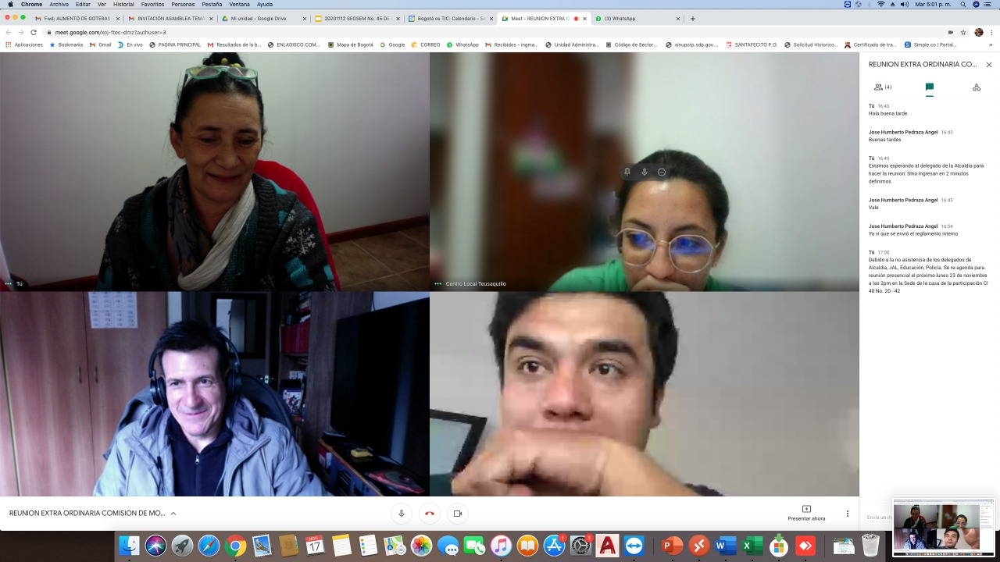 Chrome Archivo Editar Ver Historial Favoritos Personas Pestaña Ventana Ayuda Mar 5:01 p. m.
Fwd: AUMENTO DE GOTERAS INVITACIÓN ASAMBLEA TEMÁ Mi unidad - Google Drive 20201112 SEGSEM No. 45 DE Bogotá es TIC: Calendario - Se Meet - REUNION EXTRA O (3) WhatsApp
meet.google.com/xoj-ftec-dmz?authuser=3
Aplicaciones Bookmarks Gmail En vivo PAGINA PRINCIPAL Resultados de la b... ENLADISCO.COM... Mapa de Bogotá Google CORREO WhatsApp Recibidos - ingma... Unidad Administra... Código de Sector... sinupotp.sdp.gov.... SANTAFECITO P.O. Solicitud Historico... Certificado de tra... Simple.co | Portal... »
REUNION EXTRA ORDINARIA CO...
(4)
Tú 16:43
Hola buena tarde
Jose Humberto Pedraza Angel 16:43
Buenas tardes
Tú 16:43
Estamos esperando al delegado de la Alcaldia para
hacer la reunion: SIno ingresan en 2 minutos
definimos
Jose Humberto Pedraza Angel 16:45
Vale
Jose Humberto Pedraza Angel 16:54
Ya ví que se envió el reglamento interno
Tú 17:00
Debido a la no asistencia de los delegados de
Alcaldía, JAL, Educación, Policía. Se re-agenda para
reunión presencial el próximo lunes 23 de noviembre
a las 2pm en la Sede de la casa de la participación Cl
40 No. 20 - 42
Tú
Centro Local Teusaquillo
REUNION EXTRA ORDINARIA COMISION DE MO...
Presentar ahora
Envía un m
NOV
17